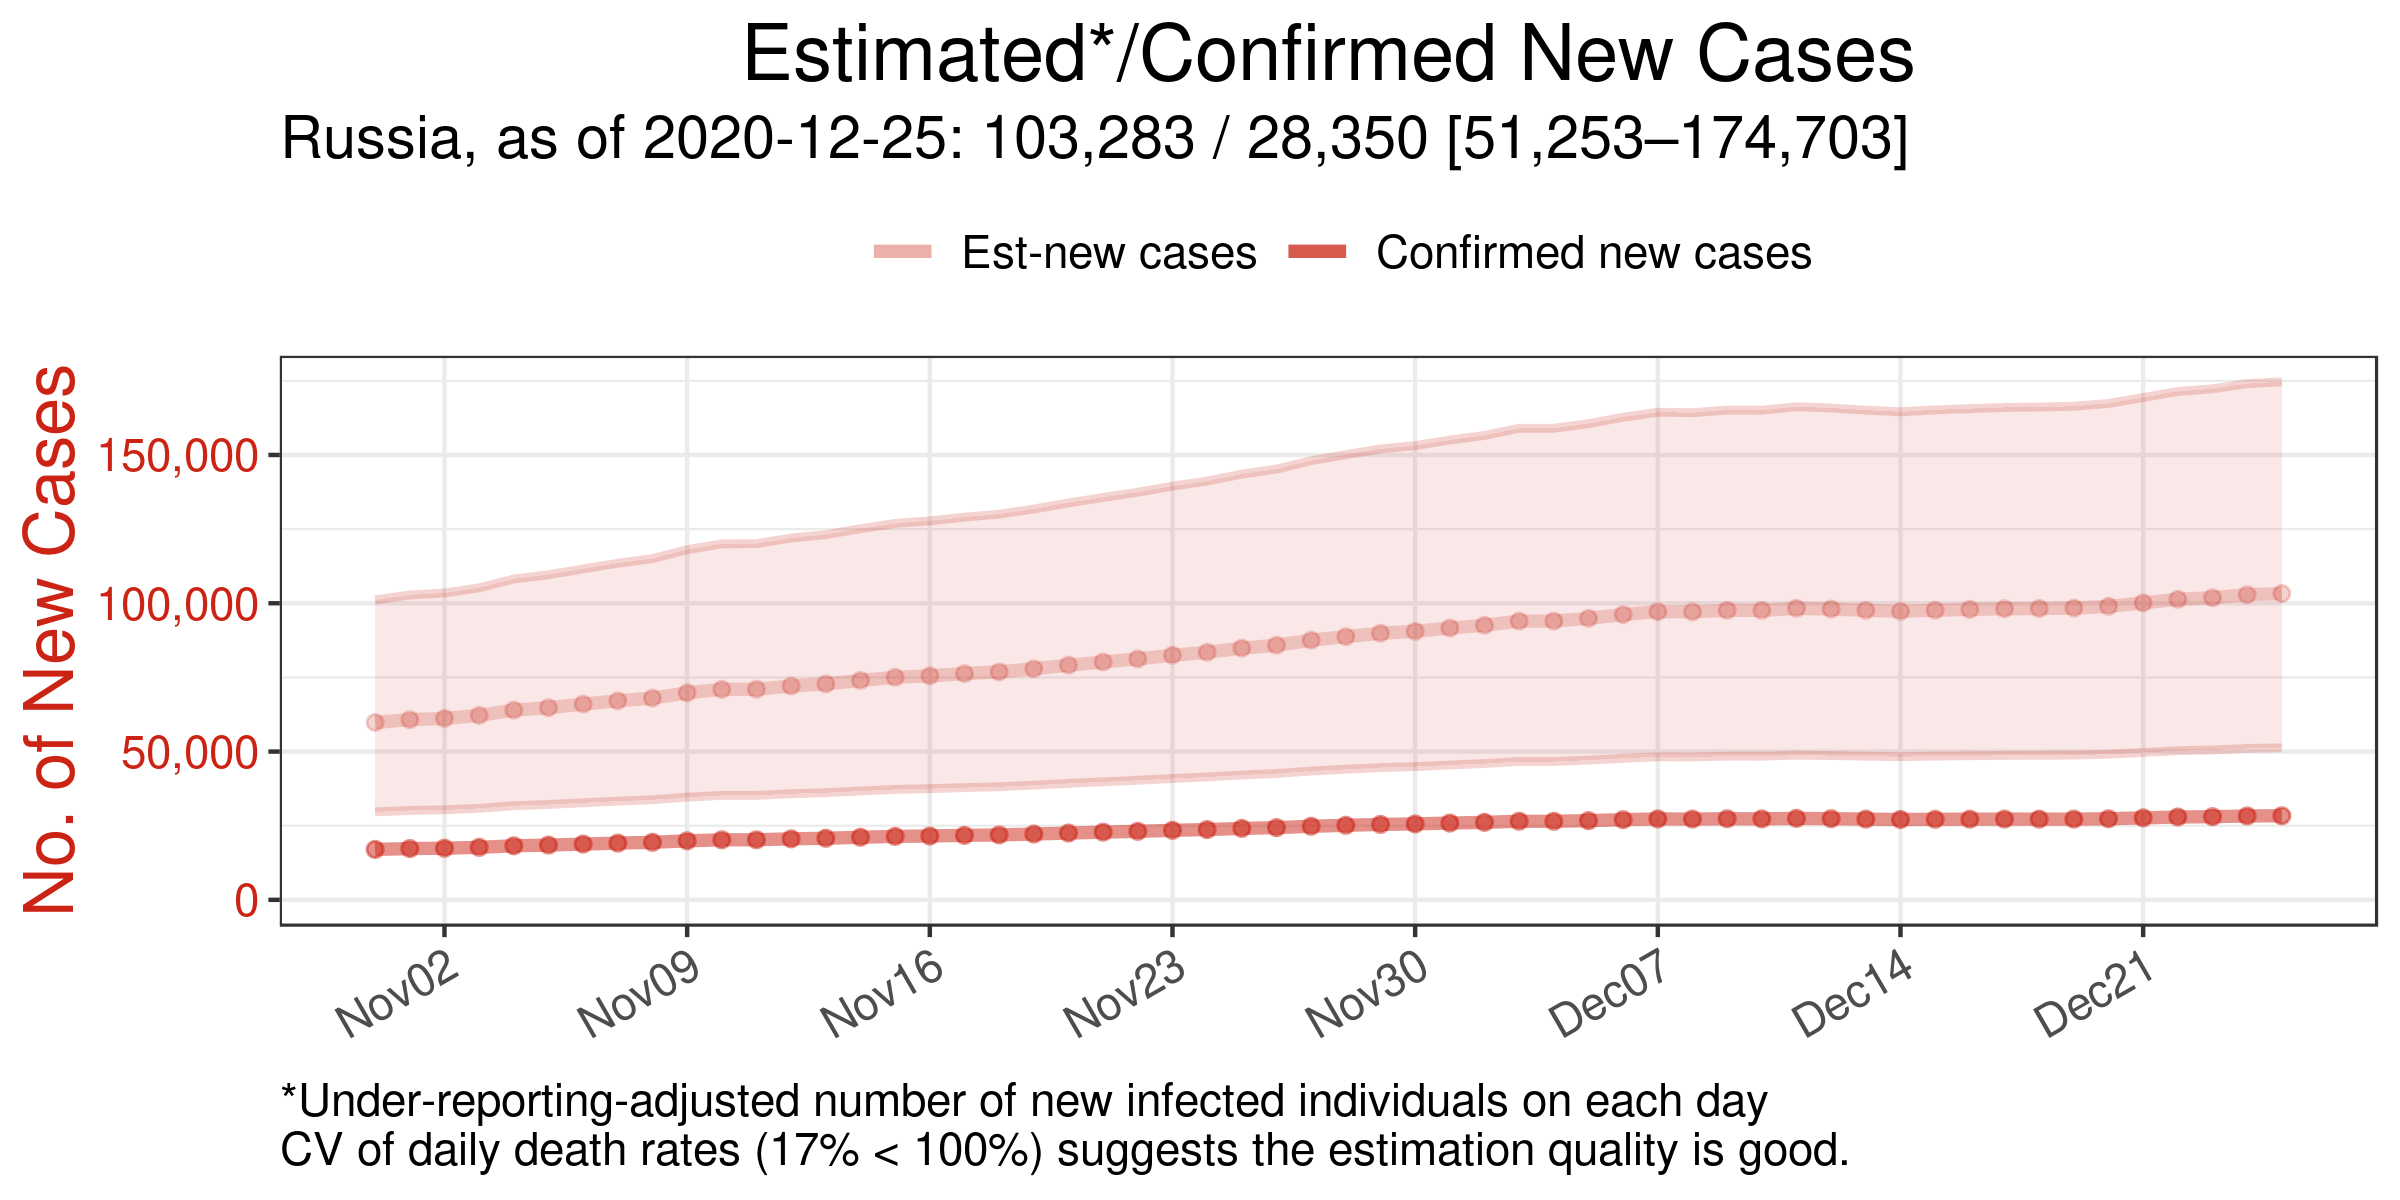 Estimated*/Confirmed New Cases
Russia, as of 2020-12-25: 103,283 / 28,350 [51,253–174,703]
Est-new cases
Confirmed new cases
No. of New Cases
150,000
100,000
50,000
0
Nov02
Nov09
Nov16
Nov23
Nov30
Dec07
Dec14
Dec21
*Under-reporting-adjusted number of new infected individuals on each day
CV of daily death rates (17% < 100%) suggests the estimation quality is good.